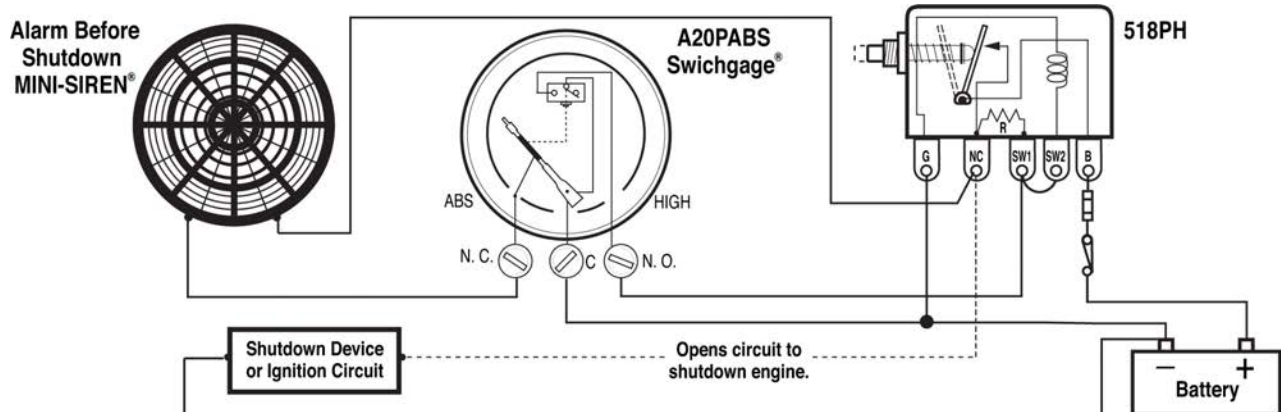 Alarm Before
Shutdown
MINI-SIREN®
A20PABS
Swichgage®
518PH
R
G
NC
SW1
SW2
B
ABS
HIGH
N. C.
C
N. O.
Shutdown Device
or Ignition Circuit
Opens circuit to
shutdown engine.
− +
Battery